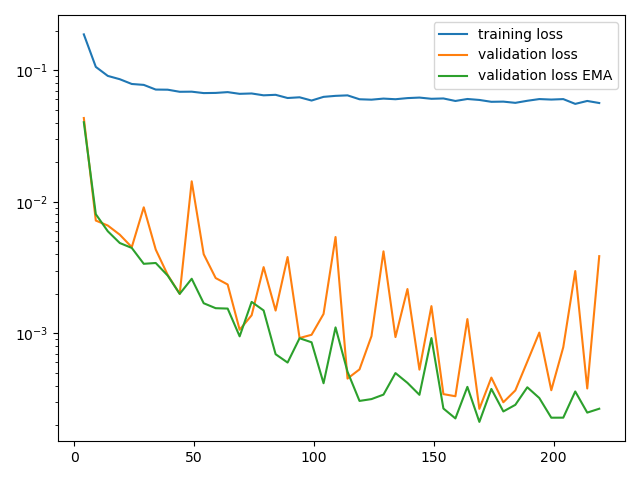 training loss
validation loss
validation loss EMA
10⁻¹
10⁻²
10⁻³
0 50 100 150 200